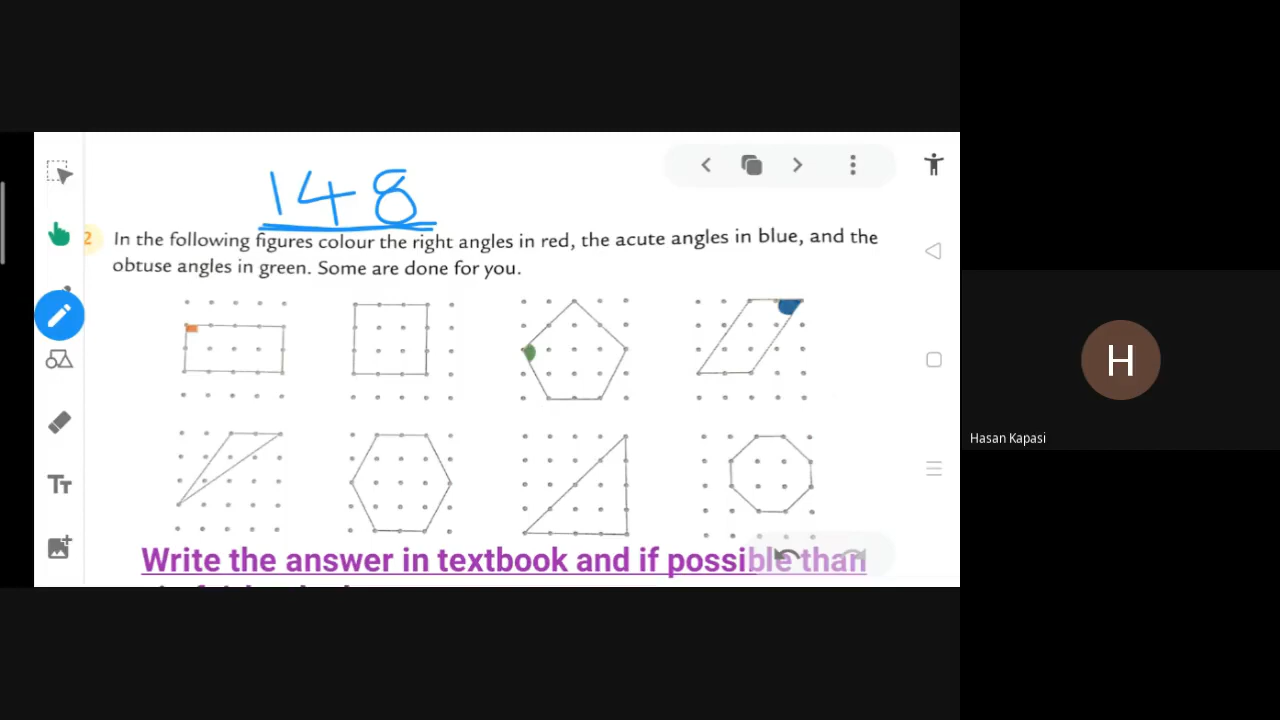 148
2 In the following figures colour the right angles in red, the acute angles in blue, and the
obtuse angles in green. Some are done for you.
Write the answer in textbook and if possible than
H
Hasan Kapasi
Tт